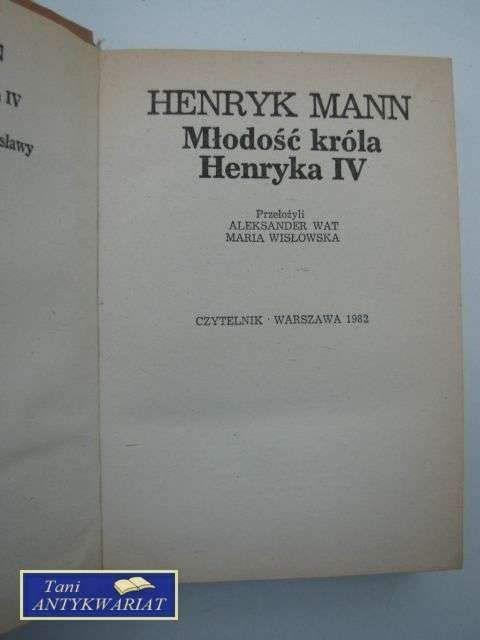 N
IV
sławy
HENRYK MANN
Młodość króla
Henryka IV
Przełożyli
ALEKSANDER WAT
MARIA WISŁOWSKA
CZYTELNIK · WARSZAWA 1982
Tani
ANTYKWARIAT